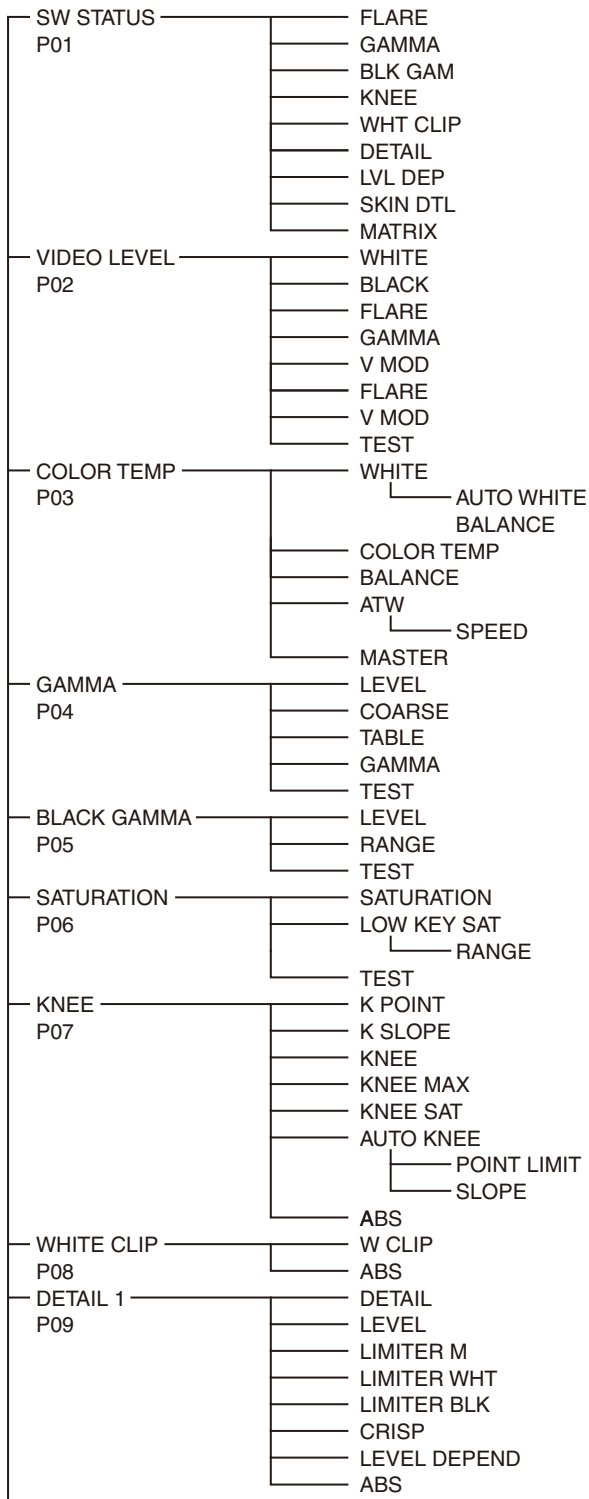 SW STATUS
P01
FLARE
GAMMA
BLK GAM
KNEE
WHT CLIP
DETAIL
LVL DEP
SKIN DTL
MATRIX
VIDEO LEVEL
P02
WHITE
BLACK
FLARE
GAMMA
V MOD
FLARE
V MOD
TEST
COLOR TEMP
P03
WHITE
AUTO WHITE
BALANCE
COLOR TEMP
BALANCE
ATW
SPEED
MASTER
GAMMA
P04
LEVEL
COARSE
TABLE
GAMMA
TEST
BLACK GAMMA
P05
LEVEL
RANGE
TEST
SATURATION
P06
SATURATION
LOW KEY SAT
RANGE
TEST
KNEE
P07
K POINT
K SLOPE
KNEE
KNEE MAX
KNEE SAT
AUTO KNEE
POINT LIMIT
SLOPE
ABS
WHITE CLIP
P08
W CLIP
ABS
DETAIL 1
P09
DETAIL
LEVEL
LIMITER M
LIMITER WHT
LIMITER BLK
CRISP
LEVEL DEPEND
ABS